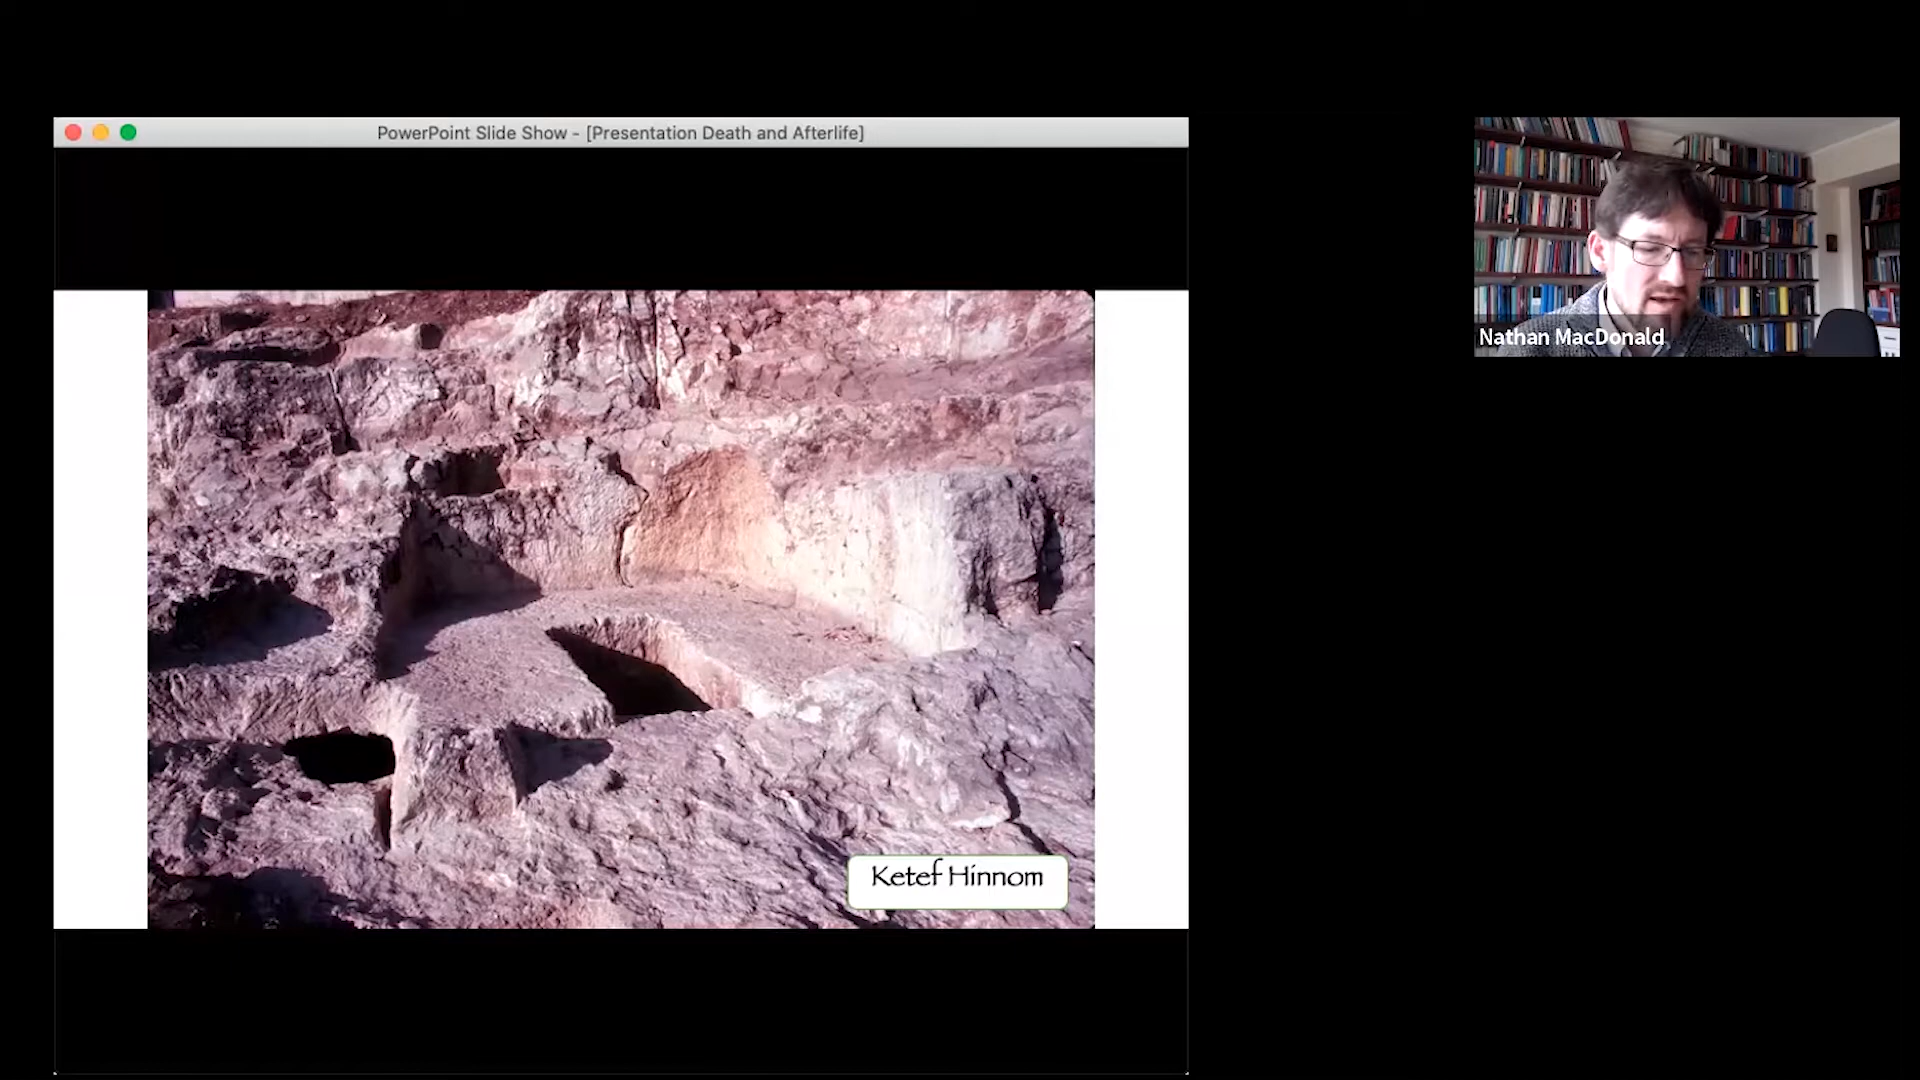 PowerPoint Slide Show - [Presentation Death and Afterlife]
Nathan MacDonald
Ketef Hinnom